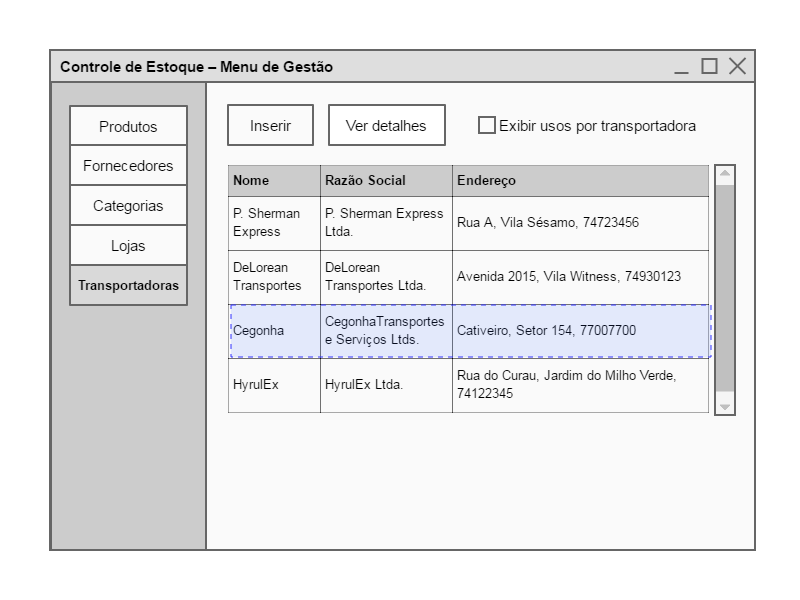 Controle de Estoque – Menu de Gestão
Produtos
Fornecedores
Categorias
Lojas
Transportadoras
Inserir
Ver detalhes
Exibir usos por transportadora
Nome
Razão Social
Endereço
P. Sherman
Express
P. Sherman Express
Ltda.
Rua A, Vila Sésamo, 74723456
DeLorean
Transportes
DeLorean
Transportes Ltda.
Avenida 2015, Vila Witness, 74930123
Cegonha
CegonhaTransportes
e Serviços Ltds.
Cativeiro, Setor 154, 77007700
HyrulEx
HyrulEx Ltda.
Rua do Curau, Jardim do Milho Verde,
74122345